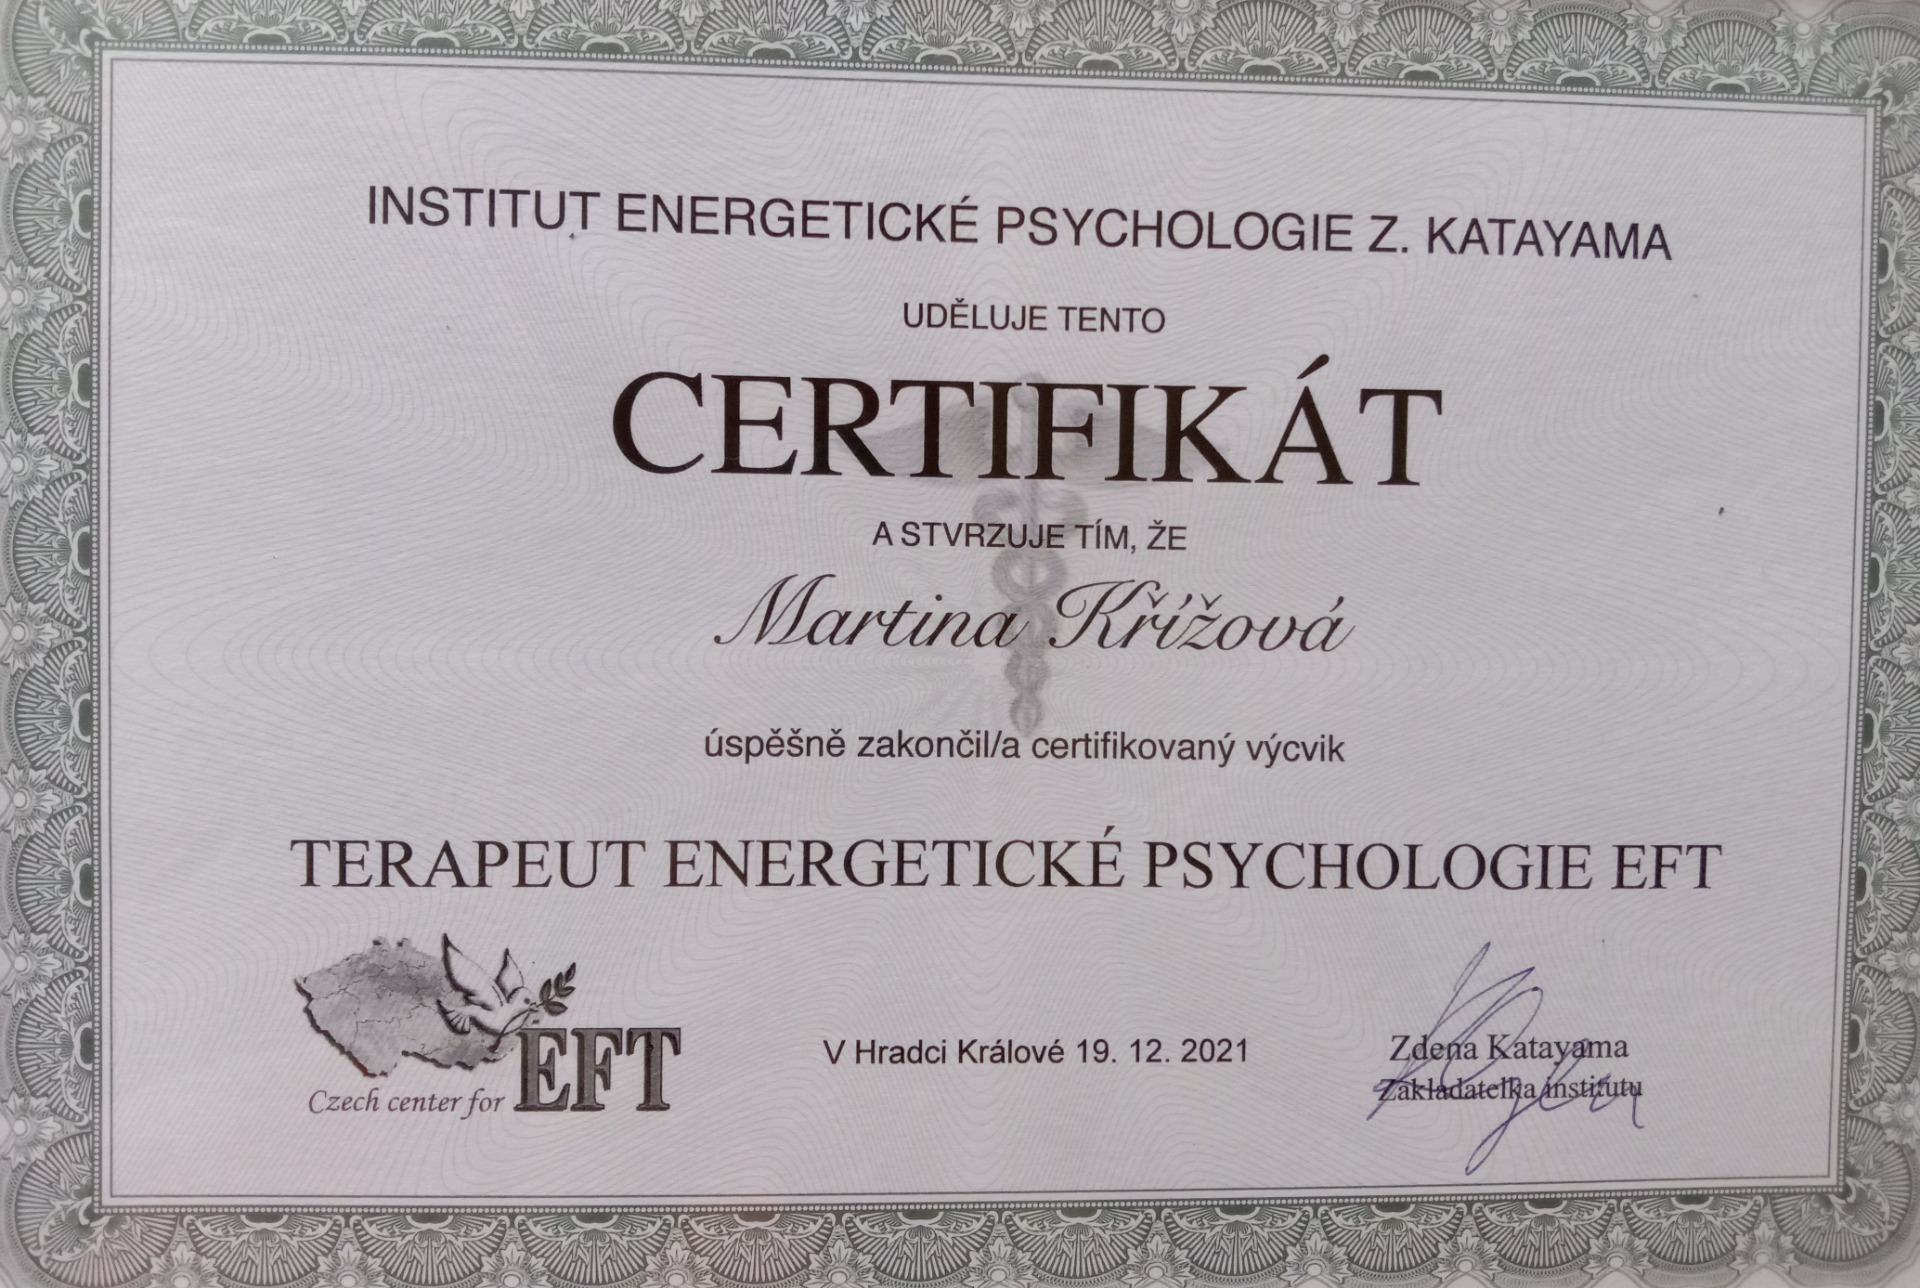 INSTITUT ENERGETICKÉ PSYCHOLOGIE Z. KATAYAMA
UDĚLUJE TENTO
CERTIFIKÁT
A STVRZUJE TÍM, ŽE
Martina Křížová
úspěšně zakončil/a certifikovaný výcvik
TERAPEUT ENERGETICKÉ PSYCHOLOGIE EFT
Czech center for EFT
V Hradci Králové 19. 12. 2021
Zdena Katayama
Zakladatelka institutu